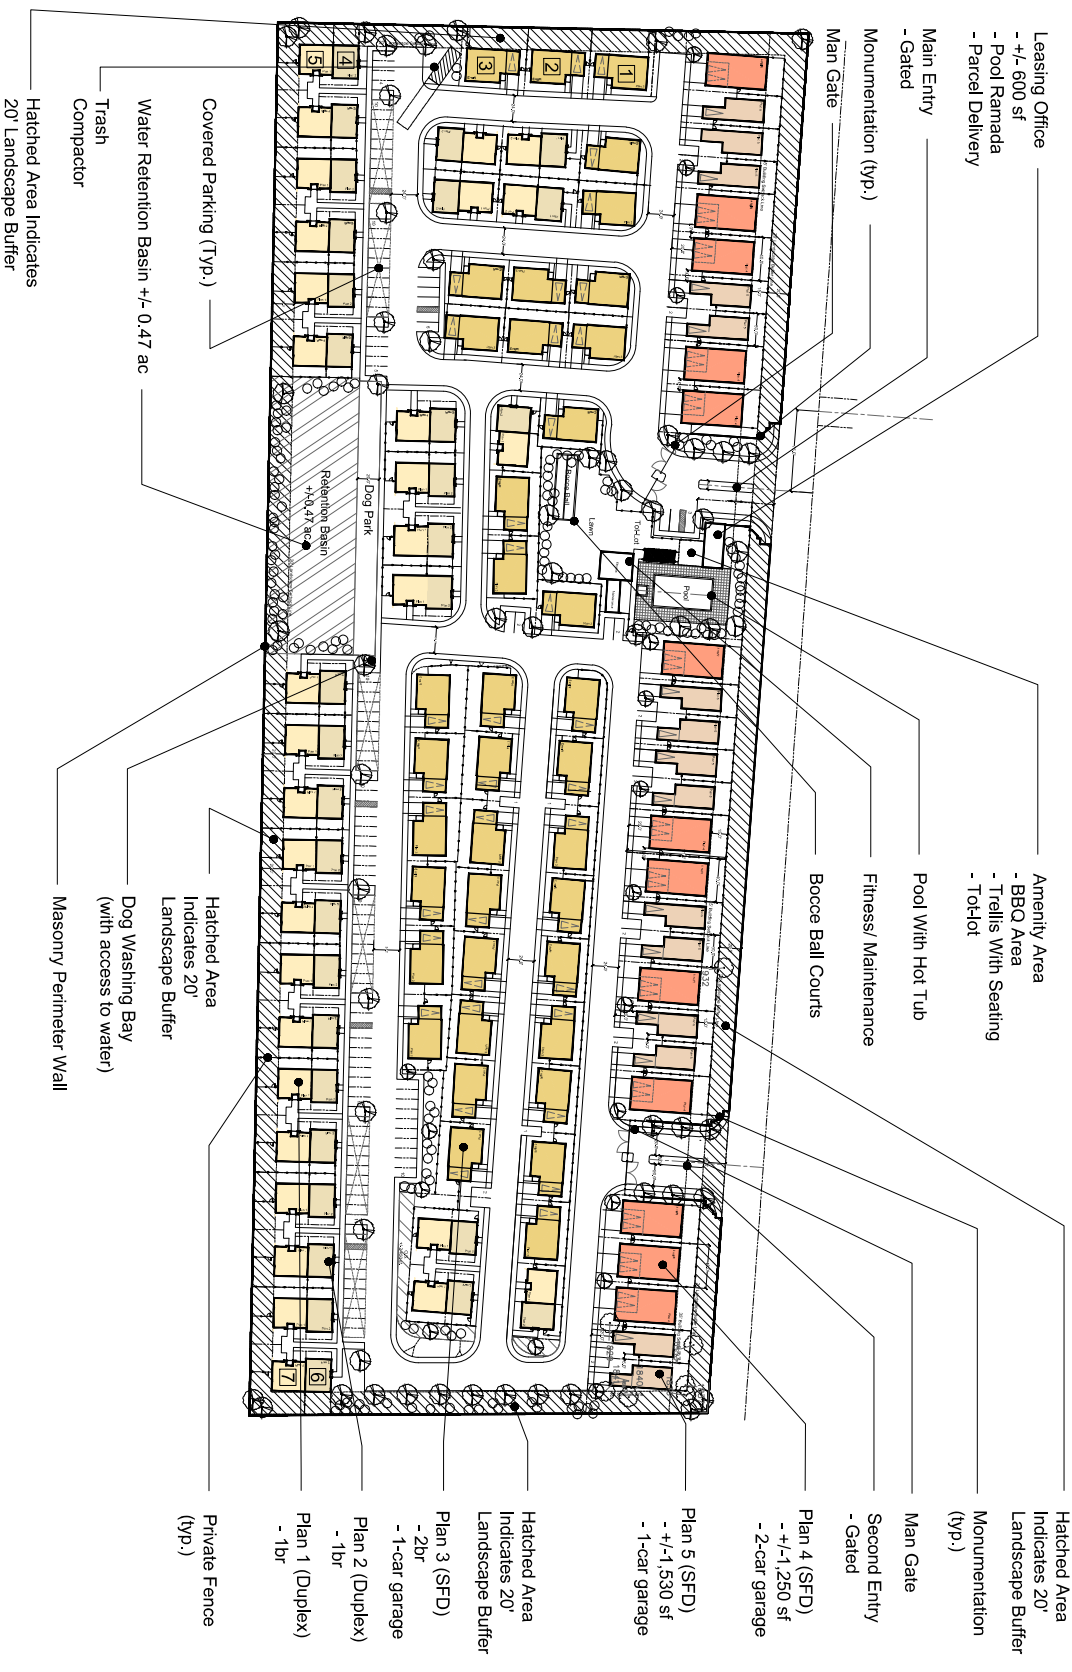 Leasing Office
- +/- 600 sf
- Pool Ramada
- Parcel Delivery
Main Entry
- Gated
Monumentation (typ.)
Man Gate
Covered Parking (Typ.)
Water Retention Basin +/- 0.47 ac
Trash
Compactor
Hatched Area Indicates
20' Landscape Buffer
1
2
3
4
5
Retention Basin
+/-0.47 ac
Dog Park
Bocce Ball
Lawn
Tot-Lot
Pool
6
7
Amenity Area
- BBQ Area
- Trellis With Seating
- Tot-lot
Pool With Hot Tub
Fitness/ Maintenance
Bocce Ball Courts
Hatched Area
Indicates 20'
Landscape Buffer
Dog Washing Bay
(with access to water)
Masonry Perimeter Wall
Hatched Area
Indicates 20'
Landscape Buffer
Monumentation
(typ.)
Man Gate
Second Entry
- Gated
Plan 4 (SFD)
- +/-1,250 sf
- 2-car garage
Plan 5 (SFD)
- +/-1,530 sf
- 1-car garage
Hatched Area
Indicates 20'
Landscape Buffer
Plan 3 (SFD)
- 2br
- 1-car garage
Plan 2 (Duplex)
- 1br
Plan 1 (Duplex)
- 1br
Private Fence
(typ.)